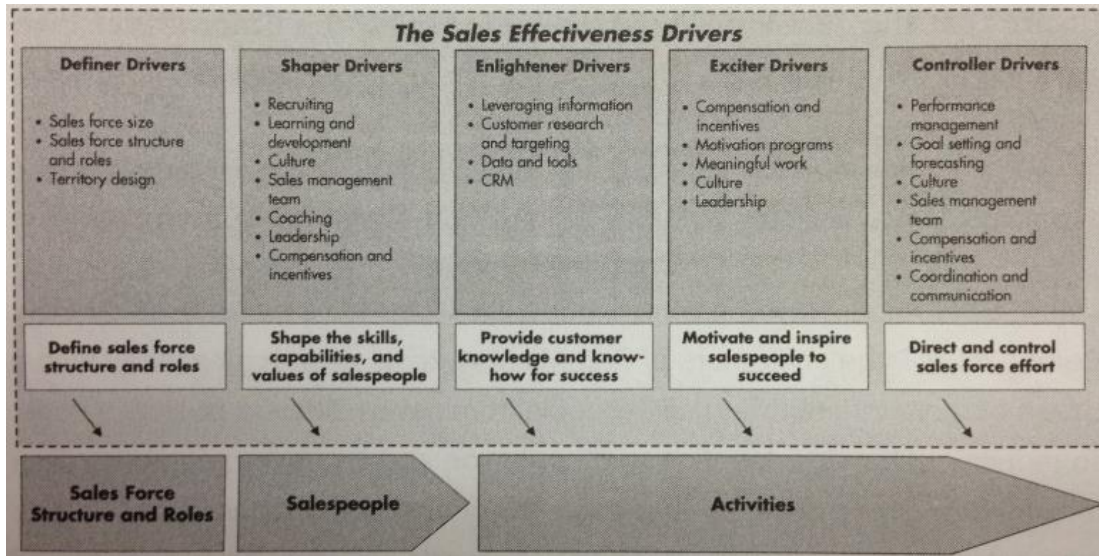 The Sales Effectiveness Drivers
Definer Drivers
• Sales force size
• Sales force structure
and roles
• Territory design
Define sales force
structure and roles
Shaper Drivers
• Recruiting
• Learning and
development
• Culture
• Sales management
team
• Coaching
• Leadership
• Compensation and
incentives
Shape the skills,
capabilities, and
values of salespeople
Enlightener Drivers
• Leveraging information
• Customer research
and targeting
• Data and tools
• CRM
Provide customer
knowledge and know-
how for success
Exciter Drivers
• Compensation and
incentives
• Motivation programs
• Meaningful work
• Culture
• Leadership
Motivate and inspire
salespeople to
succeed
Controller Drivers
• Performance
management
• Goal setting and
forecasting
• Culture
• Sales management
team
• Compensation and
incentives
• Coordination and
communication
Direct and control
sales force effort
Sales Force
Structure and Roles
Salespeople
Activities